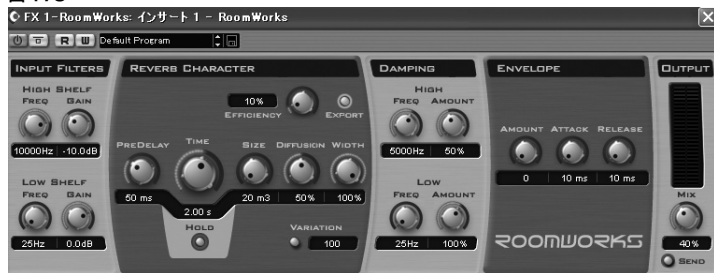 FX 1-RoomWorks: インサート 1 - RoomWorks
R W Default Program
INPUT FILTERS
HIGH SHELF
FREQ GAIN
10000Hz -10.0dB
LOW SHELF
FREQ GAIN
25Hz 0.0dB
REVERB CHARACTER
10%
EFFICIENCY
EXPORT
PREDELAY TIME SIZE DIFFUSION WIDTH
50 ms 2.00 s 20 m3 50% 100%
HOLD
VARIATION
100
DAMPING
HIGH
FREQ AMOUNT
5000Hz 50%
LOW
FREQ AMOUNT
25Hz 100%
ENVELOPE
AMOUNT ATTACK RELEASE
0 10 ms 10 ms
ROOMWORKS
OUTPUT
MIX
40%
SEND